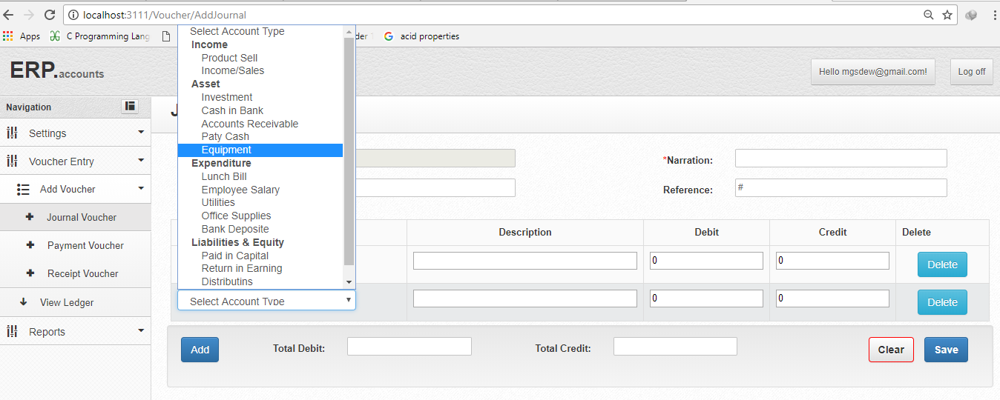 localhost:3111/Voucher/AddJournal
Apps C Programming Lang der acid properties
ERP.accounts
Hello mgsdew@gmail.com! Log off
Navigation
Settings
Voucher Entry
Add Voucher
Journal Voucher
Payment Voucher
Receipt Voucher
View Ledger
Reports
Select Account Type
Income
Product Sell
Income/Sales
Asset
Investment
Cash in Bank
Accounts Receivable
Paty Cash
Equipment
Expenditure
Lunch Bill
Employee Salary
Utilities
Office Supplies
Bank Deposite
Liabilities & Equity
Paid in Capital
Return in Earning
Distributins
Select Account Type
*Narration:
Reference: #
Description Debit Credit Delete
0 0 Delete
0 0 Delete
Add Total Debit: Total Credit: Clear Save